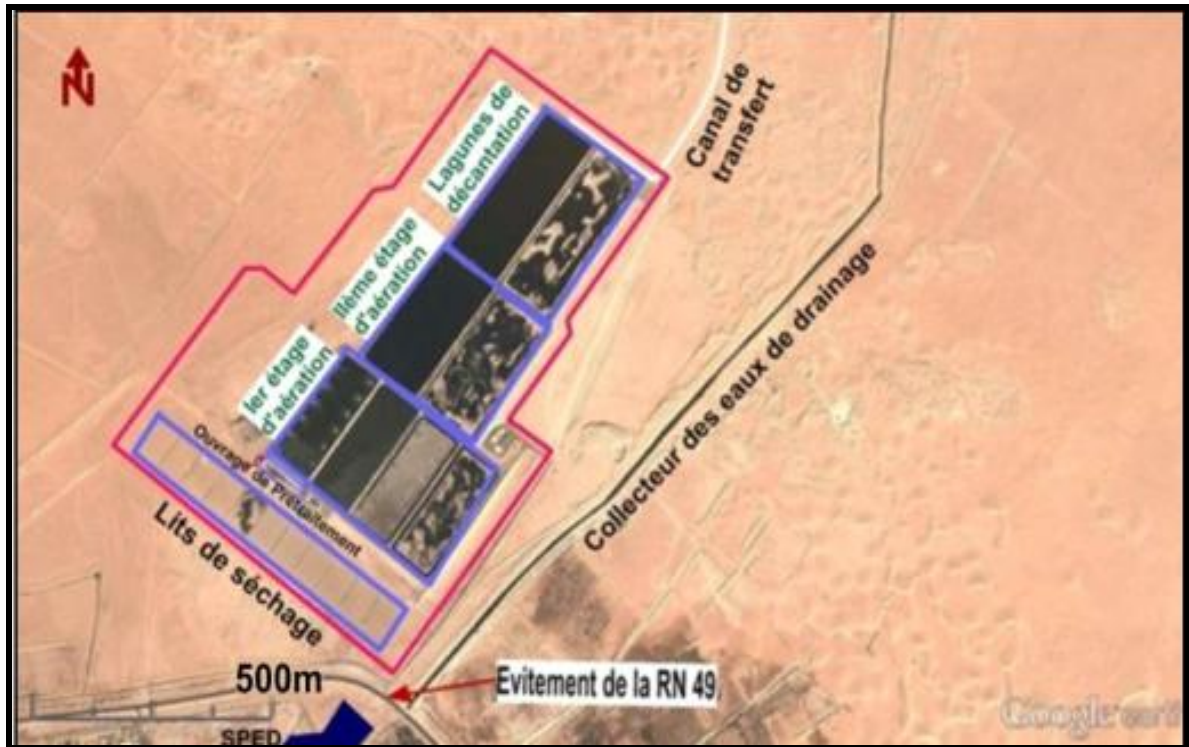 N
Lagunes de
décantation
Canal de
transfert
IIème étage
d'aération
Ier étage
d'aération
Collecteur des eaux de drainage
Ouvrage de Prétraitement
Lits de séchage
500m
Evitement de la RN 49
SPED
Google earth